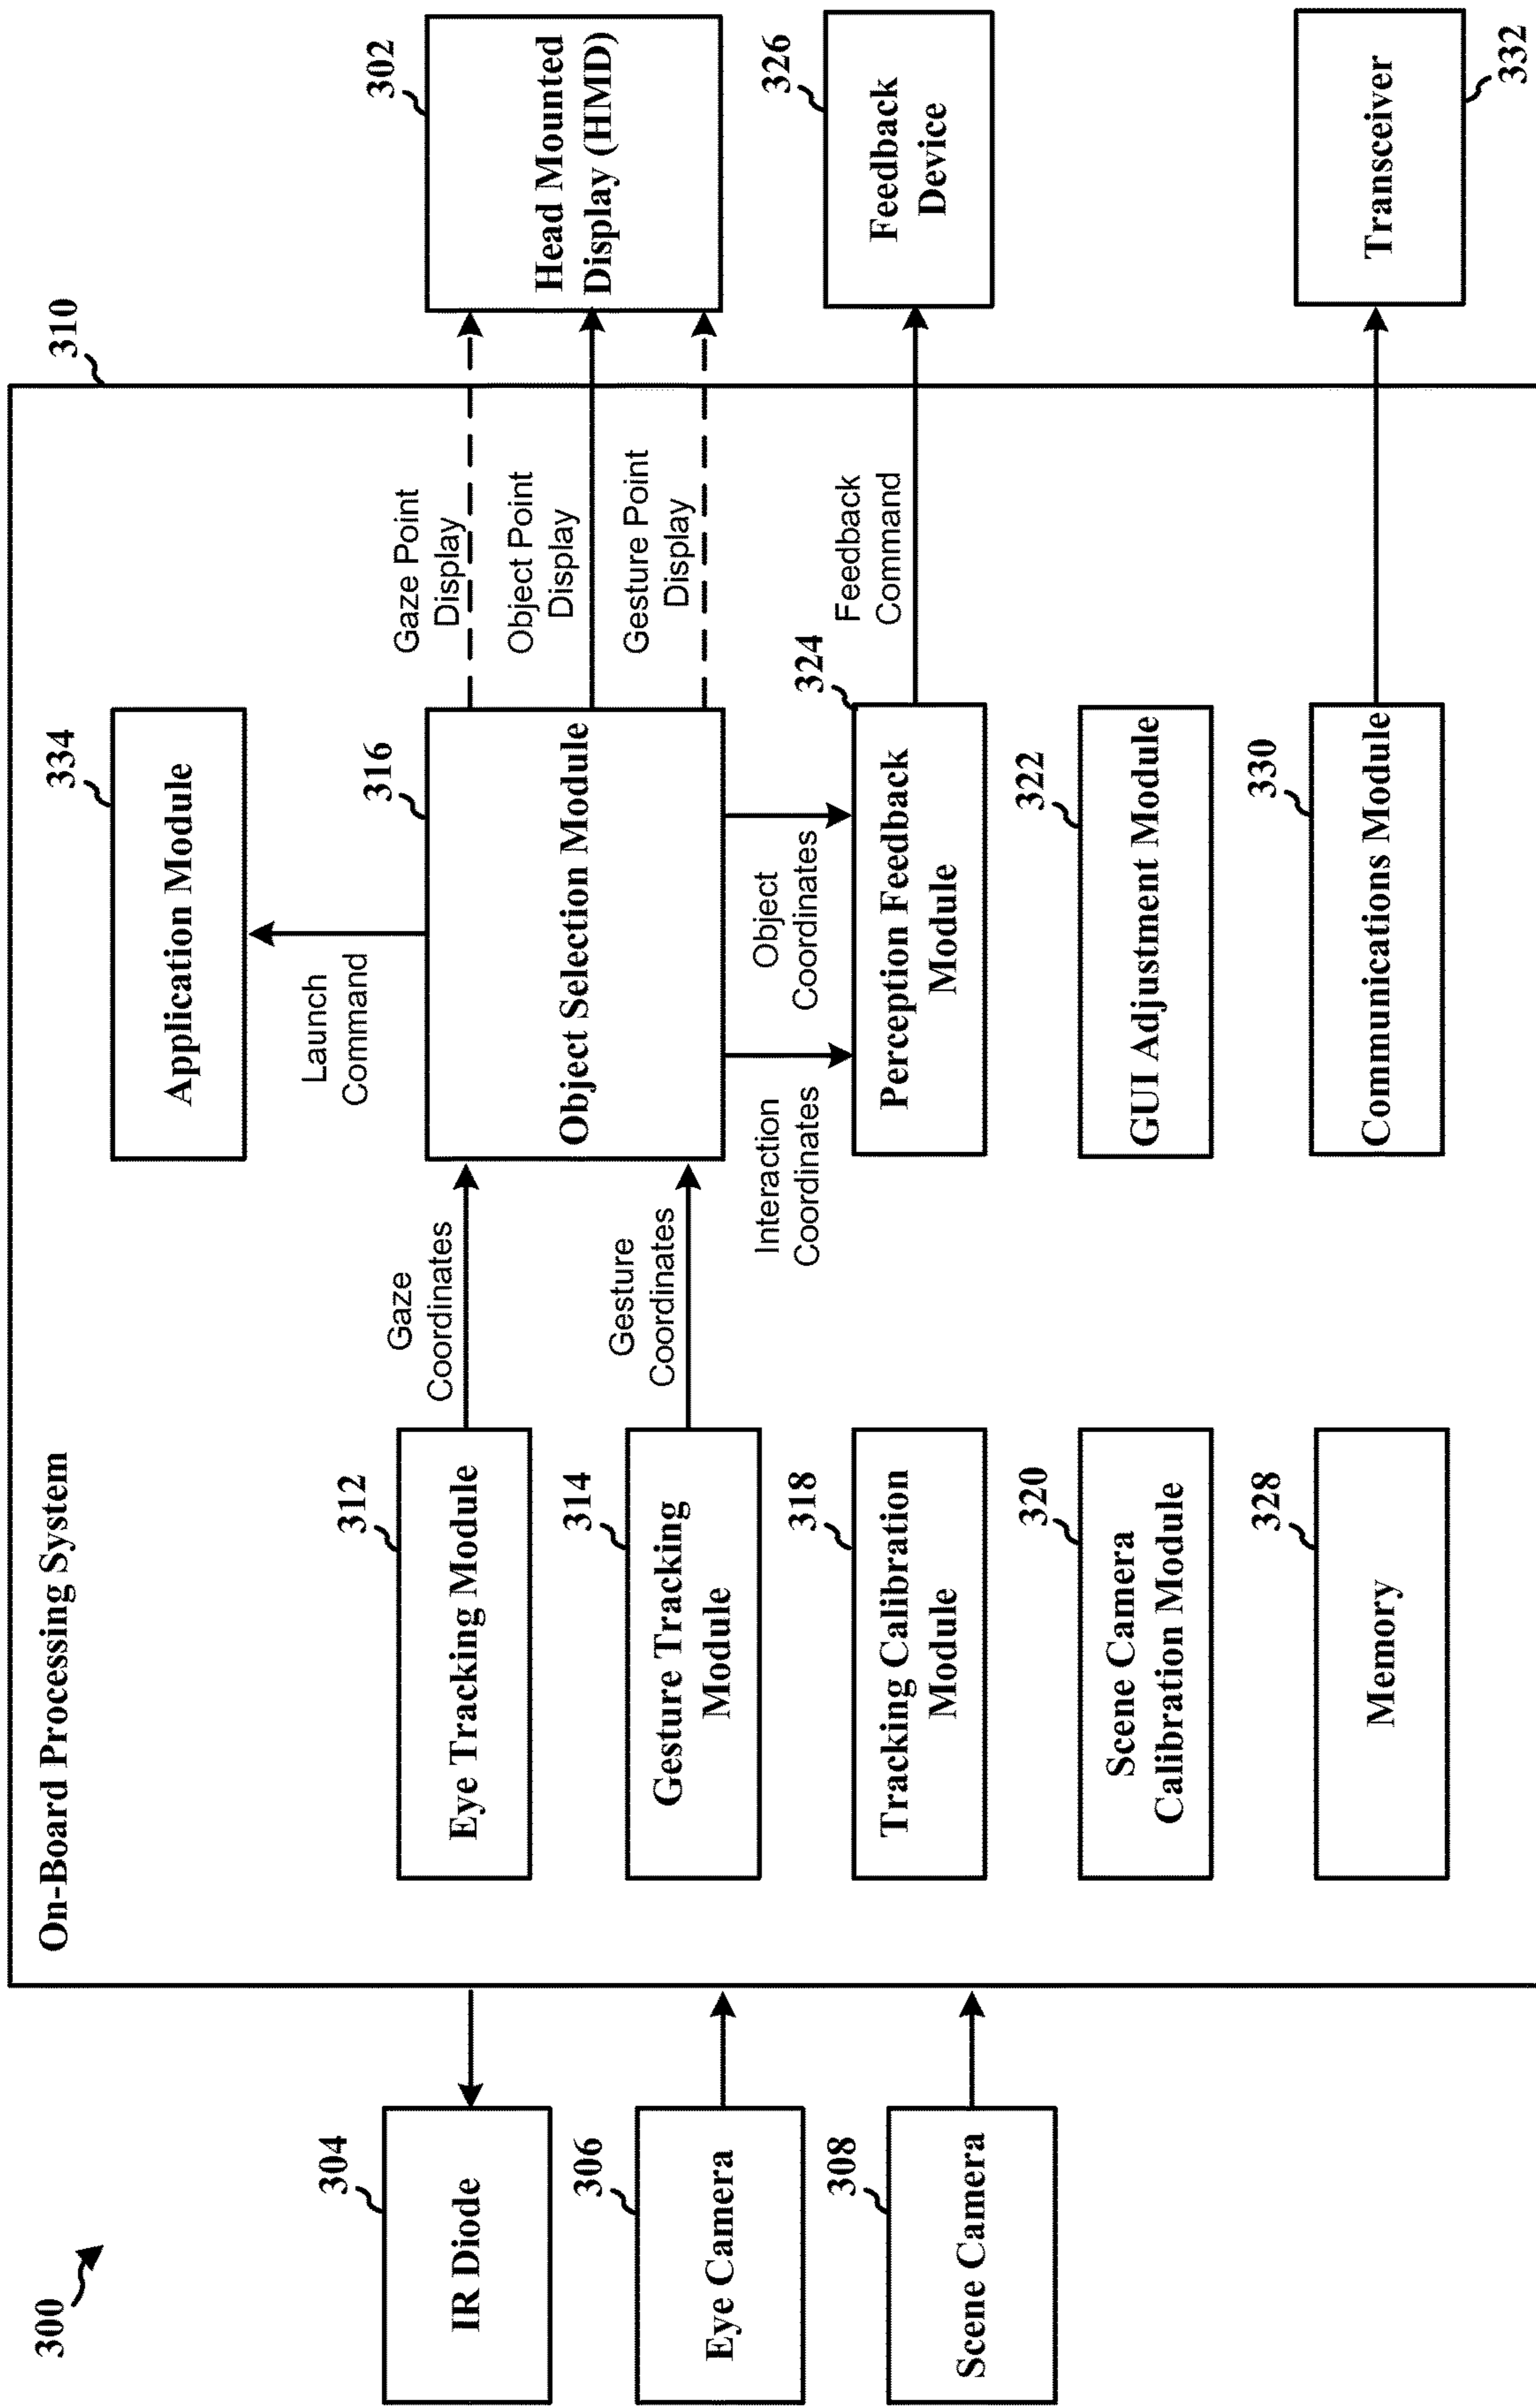 300
On-Board Processing System
310
304
IR Diode
306
Eye Camera
308
Scene Camera
312
Eye Tracking Module
314
Gesture Tracking
Module
318
Tracking Calibration
Module
320
Scene Camera
Calibration Module
328
Memory
Gaze
Coordinates
Gesture
Coordinates
334
Application Module
Launch
Command
316
Object Selection Module
Interaction
Coordinates
Object
Coordinates
324
Perception Feedback
Module
322
GUI Adjustment Module
330
Communications Module
Gaze Point
Display
Object Point
Display
Gesture Point
Display
Feedback
Command
302
Head Mounted
Display (HMD)
326
Feedback
Device
Transceiver
332